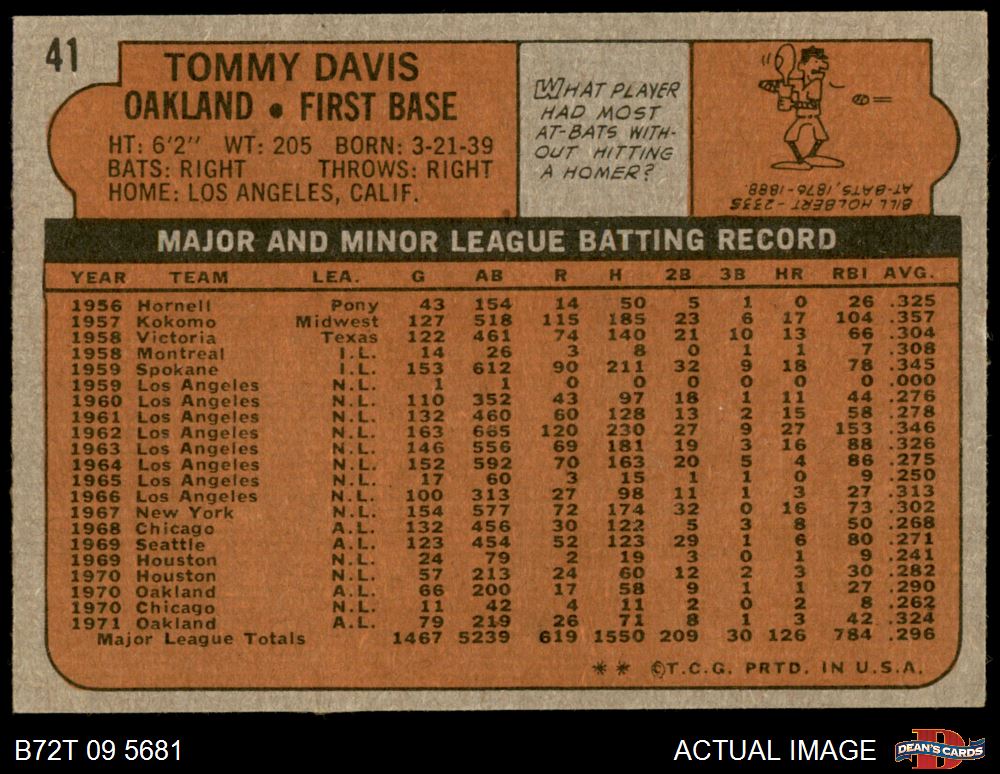 41
TOMMY DAVIS
OAKLAND • FIRST BASE
HT: 6'2" WT: 205 BORN: 3-21-39
BATS: RIGHT THROWS: RIGHT
HOME: LOS ANGELES, CALIF.
WHAT PLAYER
HAD MOST
AT-BATS WITH-
OUT HITTING
A HOMER?
BILL HOLBERT-2335
AT-BATS, 1876-1888.
MAJOR AND MINOR LEAGUE BATTING RECORD
YEAR TEAM LEA. G AB R H 2B 3B HR RBI AVG.
1956 Hornell Pony 43 154 14 50 5 1 0 26 .325
1957 Kokomo Midwest 127 518 115 185 23 6 17 104 .357
1958 Victoria Texas 122 461 74 140 21 10 13 66 .304
1958 Montreal I.L. 14 26 3 8 0 1 1 7 .308
1959 Spokane I.L. 153 612 90 211 32 9 18 78 .345
1959 Los Angeles N.L. 1 1 0 0 0 0 0 0 .000
1960 Los Angeles N.L. 110 352 43 97 18 1 11 44 .276
1961 Los Angeles N.L. 132 460 60 128 13 2 15 58 .278
1962 Los Angeles N.L. 163 665 120 230 27 9 27 153 .346
1963 Los Angeles N.L. 146 556 69 181 19 3 16 88 .326
1964 Los Angeles N.L. 152 592 70 163 20 5 4 86 .275
1965 Los Angeles N.L. 17 60 3 15 1 1 0 9 .250
1966 Los Angeles N.L. 100 313 27 98 11 1 3 27 .313
1967 New York N.L. 154 577 72 174 32 0 16 73 .302
1968 Chicago A.L. 132 456 30 122 5 3 8 50 .268
1969 Seattle A.L. 123 454 52 123 29 1 6 80 .271
1969 Houston N.L. 24 79 2 19 3 0 1 9 .241
1970 Houston N.L. 57 213 24 60 12 2 3 30 .282
1970 Oakland A.L. 66 200 17 58 9 1 1 27 .290
1970 Chicago N.L. 11 42 4 11 2 0 2 8 .262
1971 Oakland A.L. 79 219 26 71 8 1 3 42 .324
Major League Totals 1467 5239 619 1550 209 30 126 784 .296
** ©T.C.G. PRTD. IN U.S.A.
B72T 09 5681
ACTUAL IMAGE
D
DEAN'S CARDS